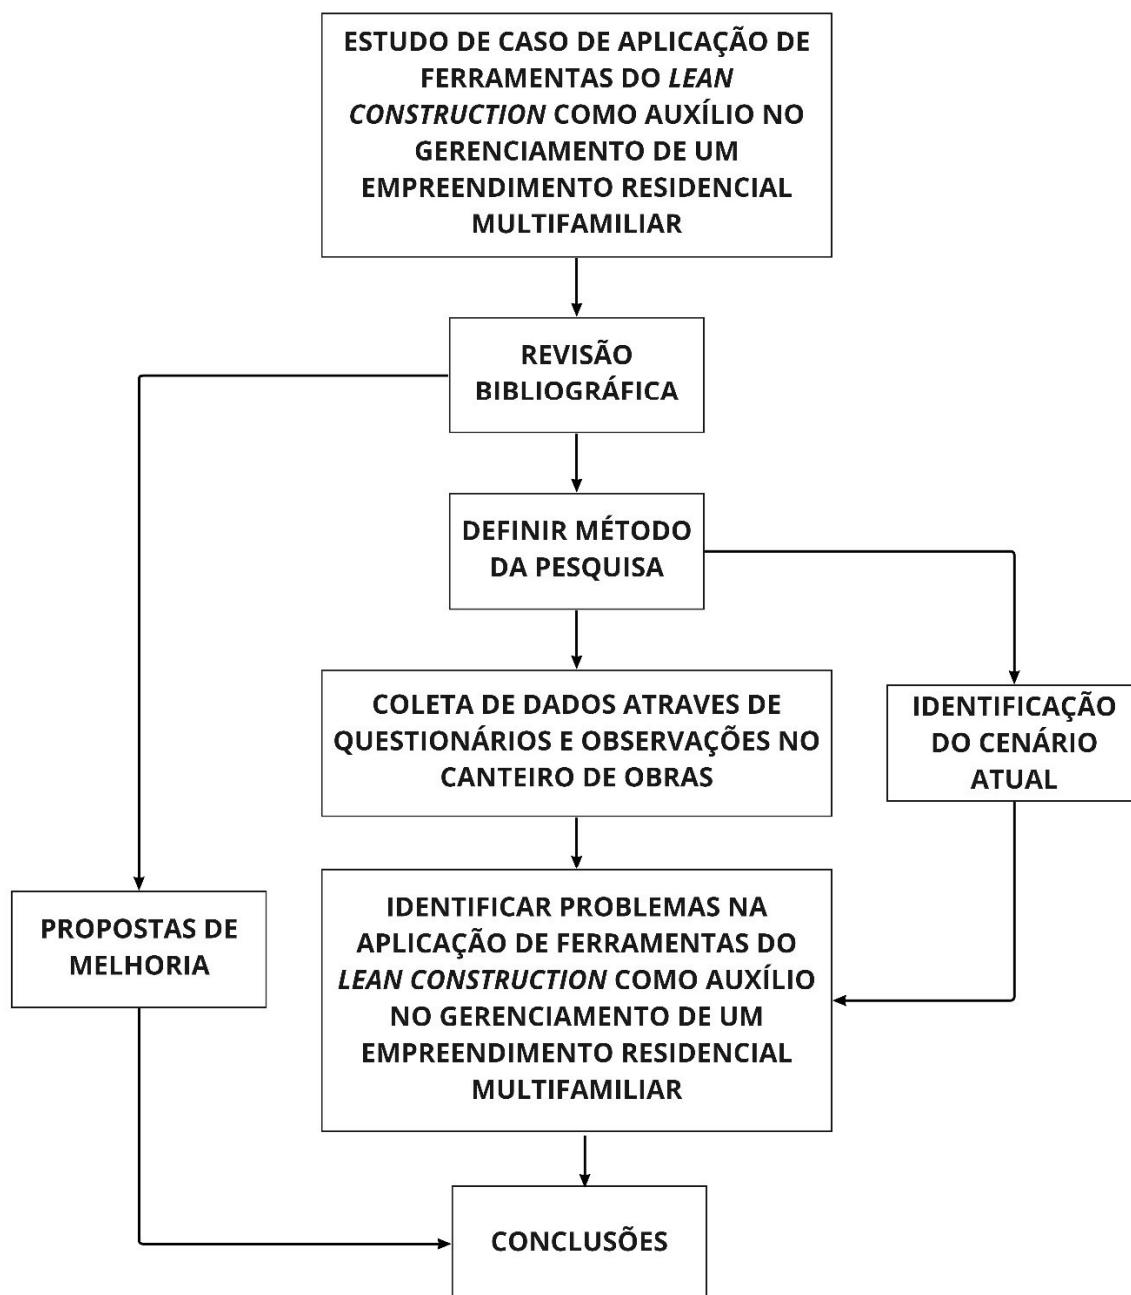 ESTUDO DE CASO DE APLICAÇÃO DE
FERRAMENTAS DO LEAN
CONSTRUCTION COMO AUXÍLIO NO
GERENCIAMENTO DE UM
EMPREENDIMENTO RESIDENCIAL
MULTIFAMILIAR
REVISÃO
BIBLIOGRÁFICA
DEFINIR MÉTODO
DA PESQUISA
COLETA DE DADOS ATRAVES DE
QUESTIONÁRIOS E OBSERVAÇÕES NO
CANTEIRO DE OBRAS
IDENTIFICAÇÃO
DO CENÁRIO
ATUAL
PROPOSTAS DE
MELHORIA
IDENTIFICAR PROBLEMAS NA
APLICAÇÃO DE FERRAMENTAS DO
LEAN CONSTRUCTION COMO AUXÍLIO
NO GERENCIAMENTO DE UM
EMPREENDIMENTO RESIDENCIAL
MULTIFAMILIAR
CONCLUSÕES